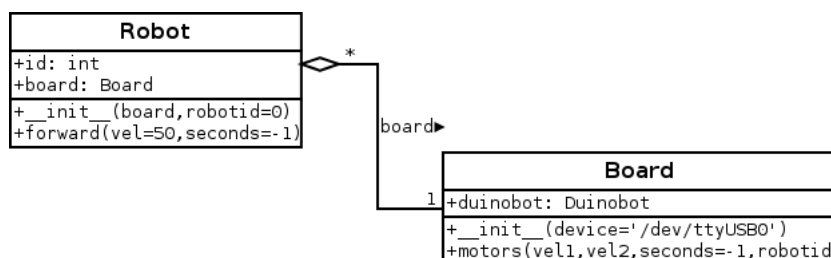 Robot
+id: int
+board: Board
+__init__(board,robotid=0)
+forward(vel=50,seconds=-1)
*
board▶
1
Board
+duinobot: Duinobot
+__init__(device='/dev/ttyUSB0')
+motors(vel1,vel2,seconds=-1,robotid